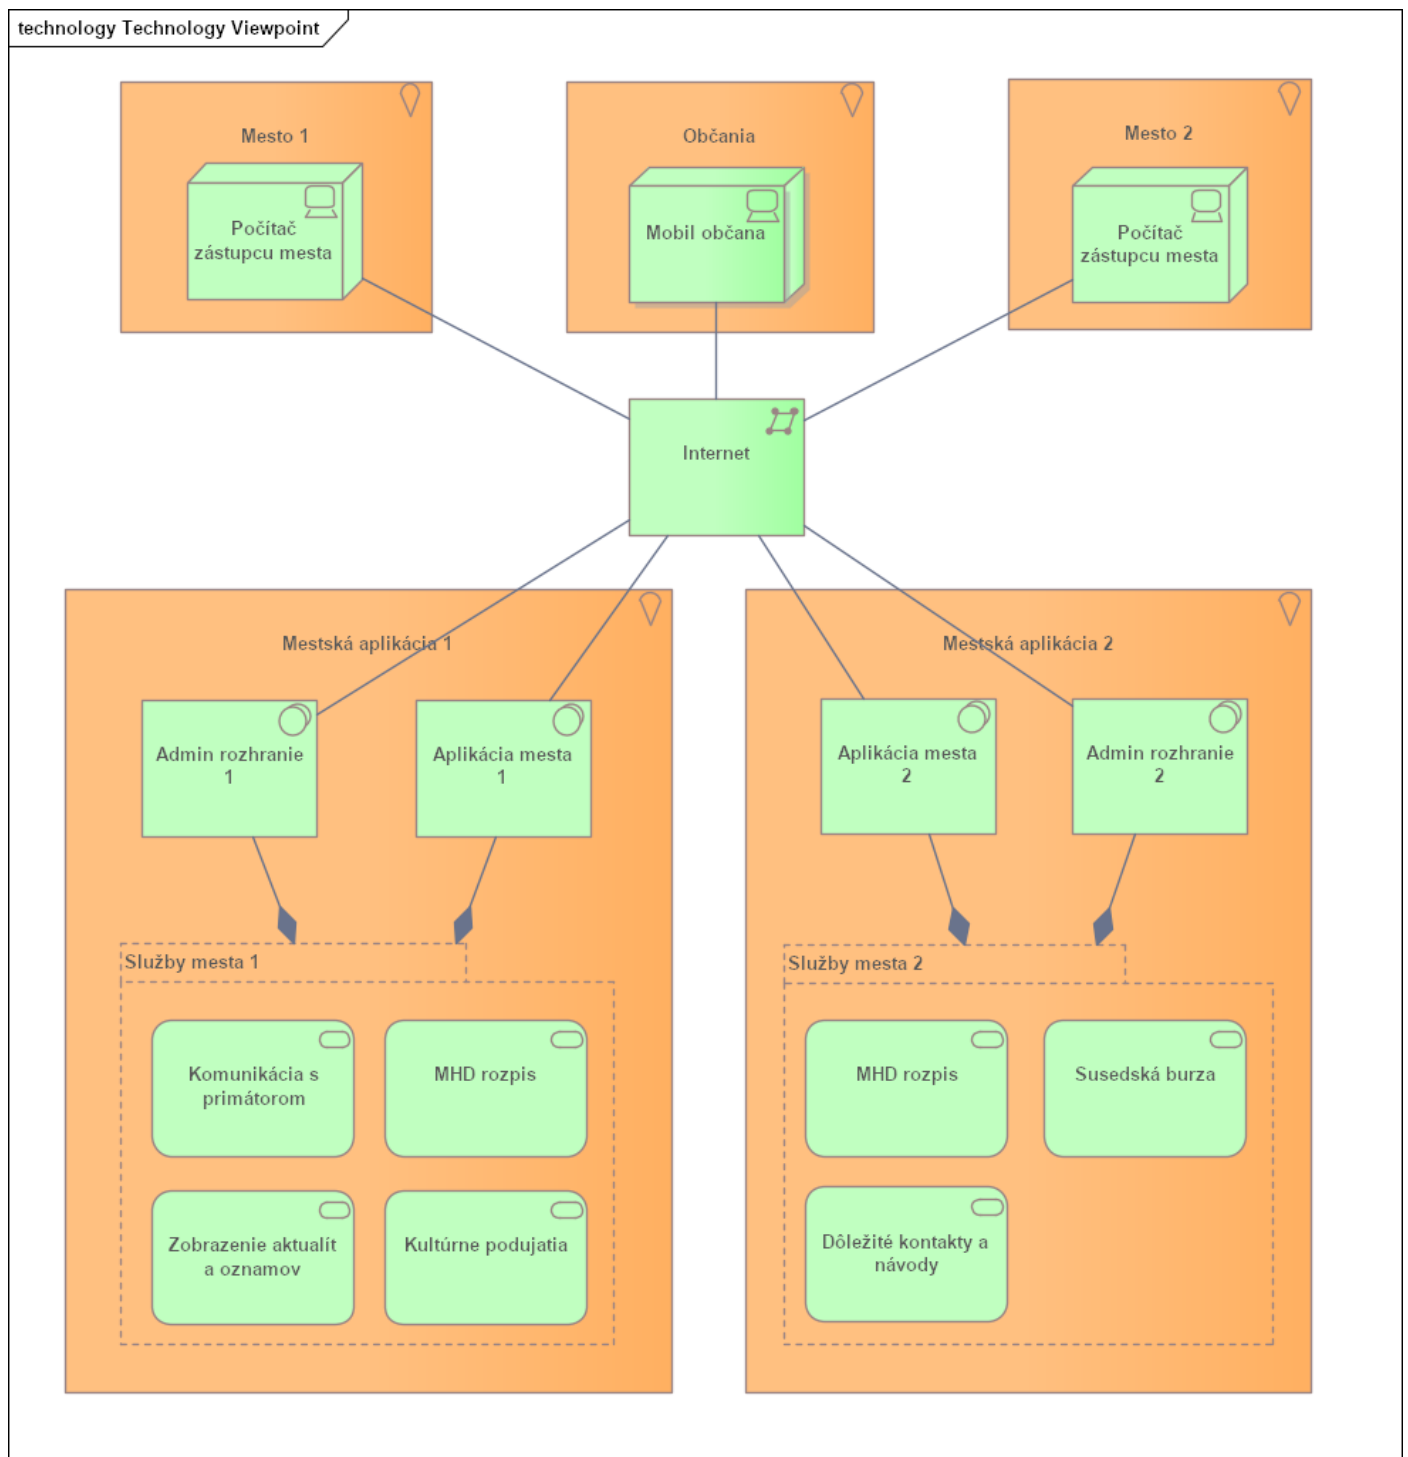 technology Technology Viewpoint
Mesto 1
Občania
Mesto 2
Počítač
zástupcu mesta
Mobil občana
Počítač
zástupcu mesta
Internet
Mestská aplikácia 1
Mestská aplikácia 2
Admin rozhranie
1
Aplikácia mesta
1
Aplikácia mesta
2
Admin rozhranie
2
Služby mesta 1
Služby mesta 2
Komunikácia s
primátorom
MHD rozpis
MHD rozpis
Susedská burza
Zobrazenie aktualít
a oznamov
Kultúrne podujatia
Dôležité kontakty a
návody